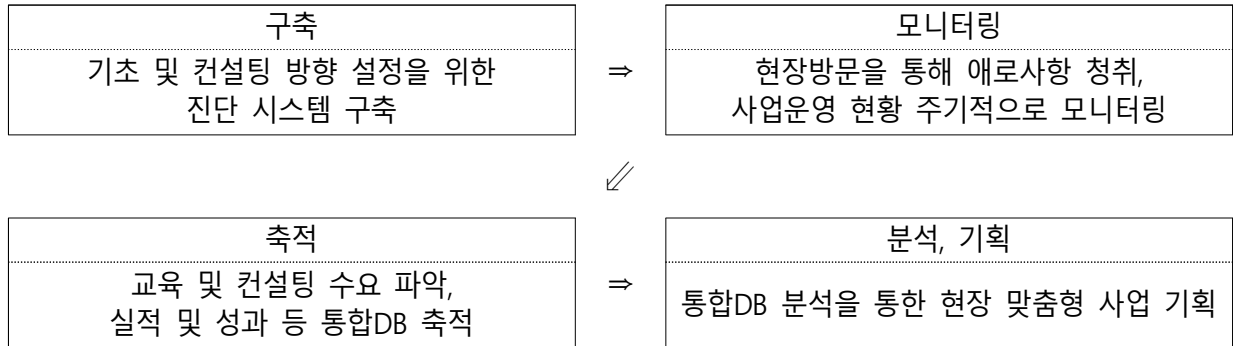 구축
기초 및 컨설팅 방향 설정을 위한
진단 시스템 구축
⇒
모니터링
현장방문을 통해 애로사항 청취,
사업운영 현황 주기적으로 모니터링
⇙
축적
교육 및 컨설팅 수요 파악,
실적 및 성과 등 통합DB 축적
⇒
분석, 기획
통합DB 분석을 통한 현장 맞춤형 사업 기획